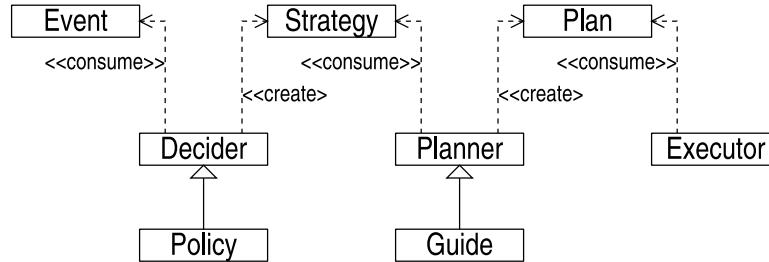 Event
Strategy
Plan
<<consume>>
<<consume>>
<<consume>>
<<create>
<<create>
Decider
Planner
Executor
Policy
Guide